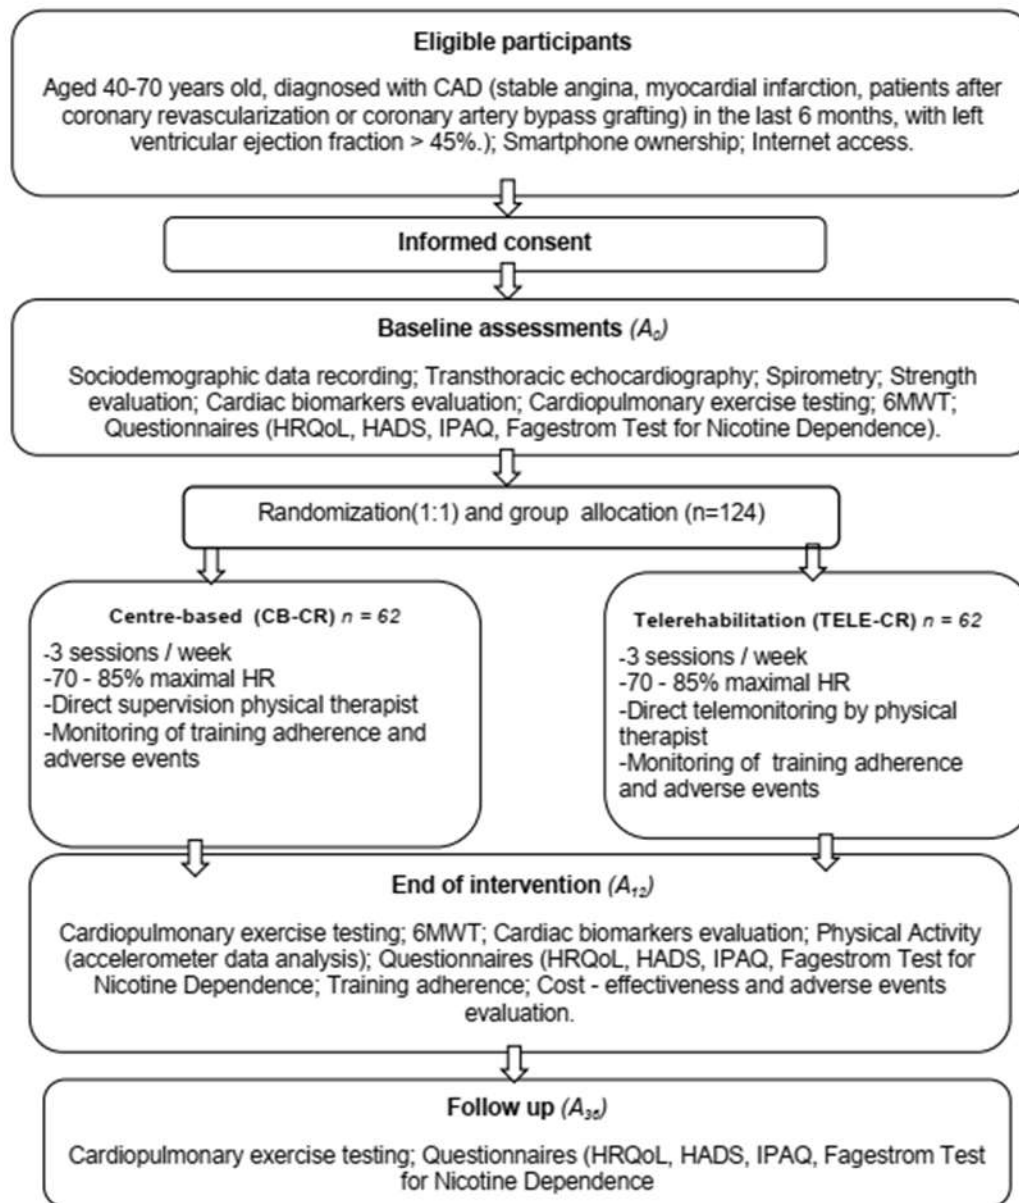 Eligible participants
Aged 40-70 years old, diagnosed with CAD (stable angina, myocardial infarction, patients after
coronary revascularization or coronary artery bypass grafting) in the last 6 months, with left
ventricular ejection fraction > 45%.); Smartphone ownership; Internet access.
Informed consent
Baseline assessments (A₀)
Sociodemographic data recording; Transthoracic echocardiography; Spirometry; Strength
evaluation; Cardiac biomarkers evaluation; Cardiopulmonary exercise testing; 6MWT;
Questionnaires (HRQoL, HADS, IPAQ, Fagestrom Test for Nicotine Dependence).
Randomization(1:1) and group allocation (n=124)
Centre-based (CB-CR) n = 62
-3 sessions / week
-70 - 85% maximal HR
-Direct supervision physical therapist
-Monitoring of training adherence and
adverse events
Telerehabilitation (TELE-CR) n = 62
-3 sessions / week
-70 - 85% maximal HR
-Direct telemonitoring by physical
therapist
-Monitoring of training adherence
and adverse events
End of intervention (A₁₂)
Cardiopulmonary exercise testing; 6MWT; Cardiac biomarkers evaluation; Physical Activity
(accelerometer data analysis); Questionnaires (HRQoL, HADS, IPAQ, Fagestrom Test for
Nicotine Dependence; Training adherence; Cost - effectiveness and adverse events
evaluation.
Follow up (A₃₆)
Cardiopulmonary exercise testing; Questionnaires (HRQoL, HADS, IPAQ, Fagestrom Test
for Nicotine Dependence